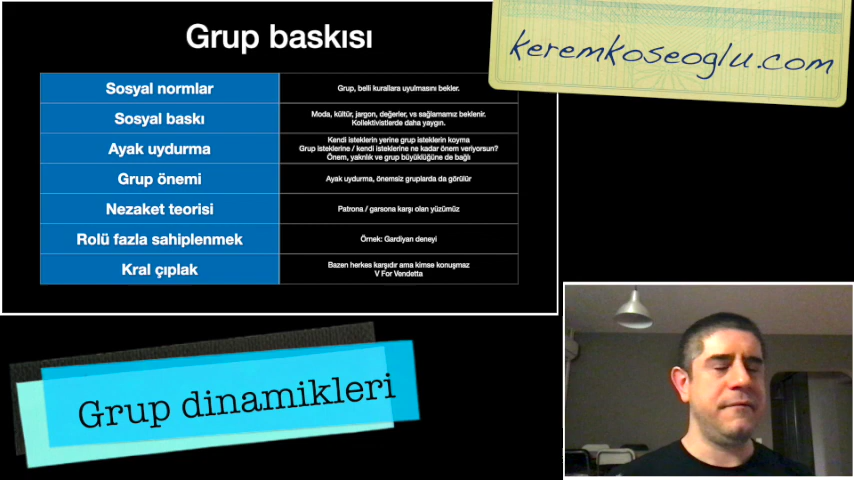 Grup baskısı
keremkoseoglu.com
Sosyal normlar
Grup, belli kurallara uyulmasını bekler.
Sosyal baskı
Moda, kültür, jargon, değerler, vs sağlamamız beklenir.
Kollektivistlerde daha yaygın.
Ayak uydurma
Kendi isteklerin yerine grup isteklerin koyma
Grup isteklerine / kendi isteklerine ne kadar önem veriyorsun?
Önem, yakınlık ve grup büyüklüğüne de bağlı
Grup önemi
Ayak uydurma, önemsiz gruplarda da görülür
Nezaket teorisi
Patrona / garsona karşı olan yüzümüz
Rolü fazla sahiplenmek
Örnek: Gardiyan deneyi
Kral çıplak
Bazen herkes karşıdır ama kimse konuşmaz
V For Vendetta
Grup dinamikleri